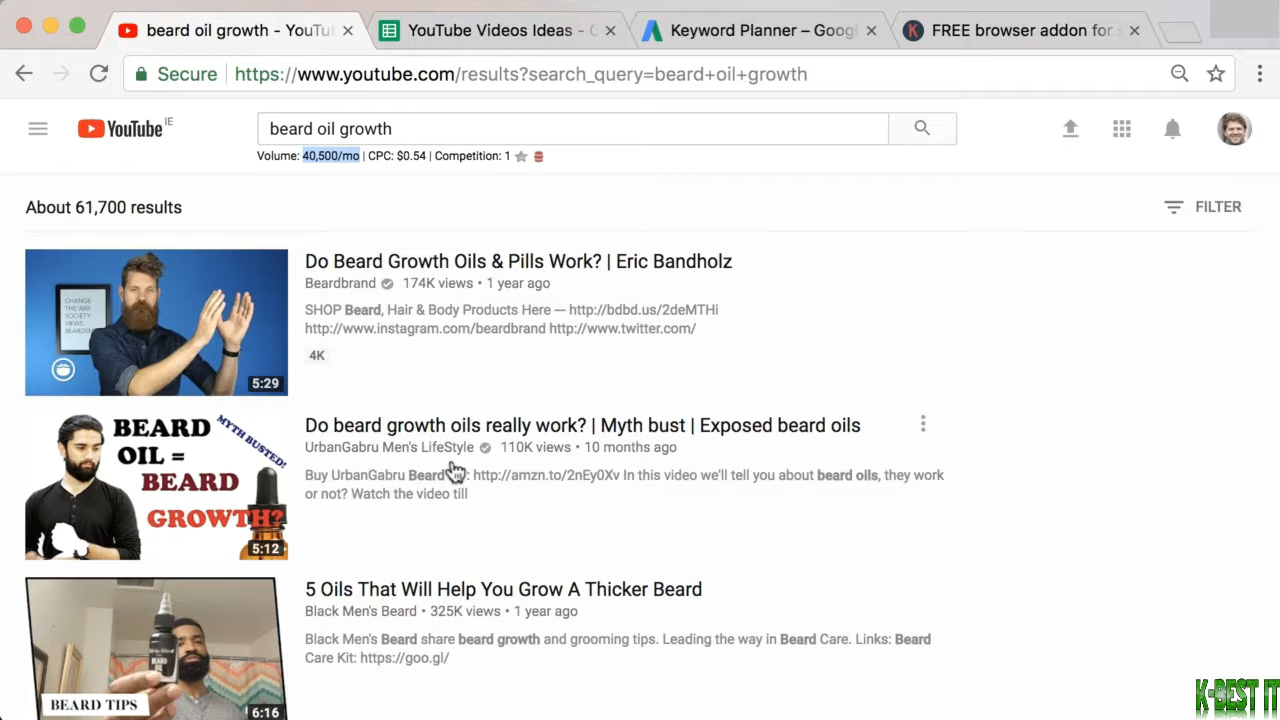 beard oil growth - YouTub
YouTube Videos Ideas - G
Keyword Planner – Googl
FREE browser addon for s
Secure https://www.youtube.com/results?search_query=beard+oil+growth
YouTube IE
beard oil growth
Volume: 40,500/mo | CPC: $0.54 | Competition: 1
About 61,700 results
FILTER
Do Beard Growth Oils & Pills Work? | Eric Bandholz
Beardbrand 174K views • 1 year ago
SHOP Beard, Hair & Body Products Here — http://bdbd.us/2deMTHi
http://www.instagram.com/beardbrand http://www.twitter.com/
4K
CHANGE
THE WAY
SOCIETY
VIEWS
5:29
Do beard growth oils really work? | Myth bust | Exposed beard oils
UrbanGabru Men's LifeStyle 110K views • 10 months ago
Buy UrbanGabru Beard : http://amzn.to/2nEy0Xv In this video we'll tell you about beard oils, they work
or not? Watch the video till
BEARD
OIL =
BEARD
GROWTH?
MYTH BUSTED!
5:12
5 Oils That Will Help You Grow A Thicker Beard
Black Men's Beard • 325K views • 1 year ago
Black Men's Beard share beard growth and grooming tips. Leading the way in Beard Care. Links: Beard
Care Kit: https://goo.gl/
BEARD TIPS
6:16
K-BEST IT